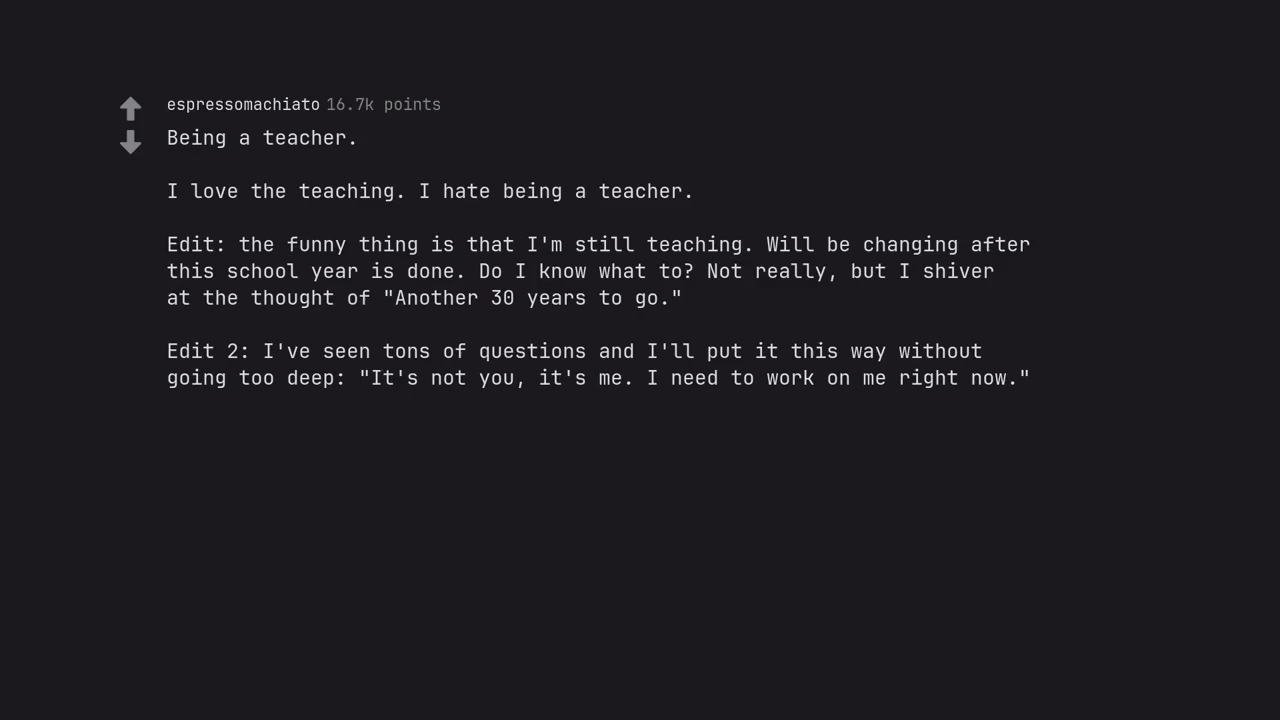 espressomachiato 16.7k points
Being a teacher.
I love the teaching. I hate being a teacher.
Edit: the funny thing is that I'm still teaching. Will be changing after
this school year is done. Do I know what to? Not really, but I shiver
at the thought of "Another 30 years to go."
Edit 2: I've seen tons of questions and I'll put it this way without
going too deep: "It's not you, it's me. I need to work on me right now."